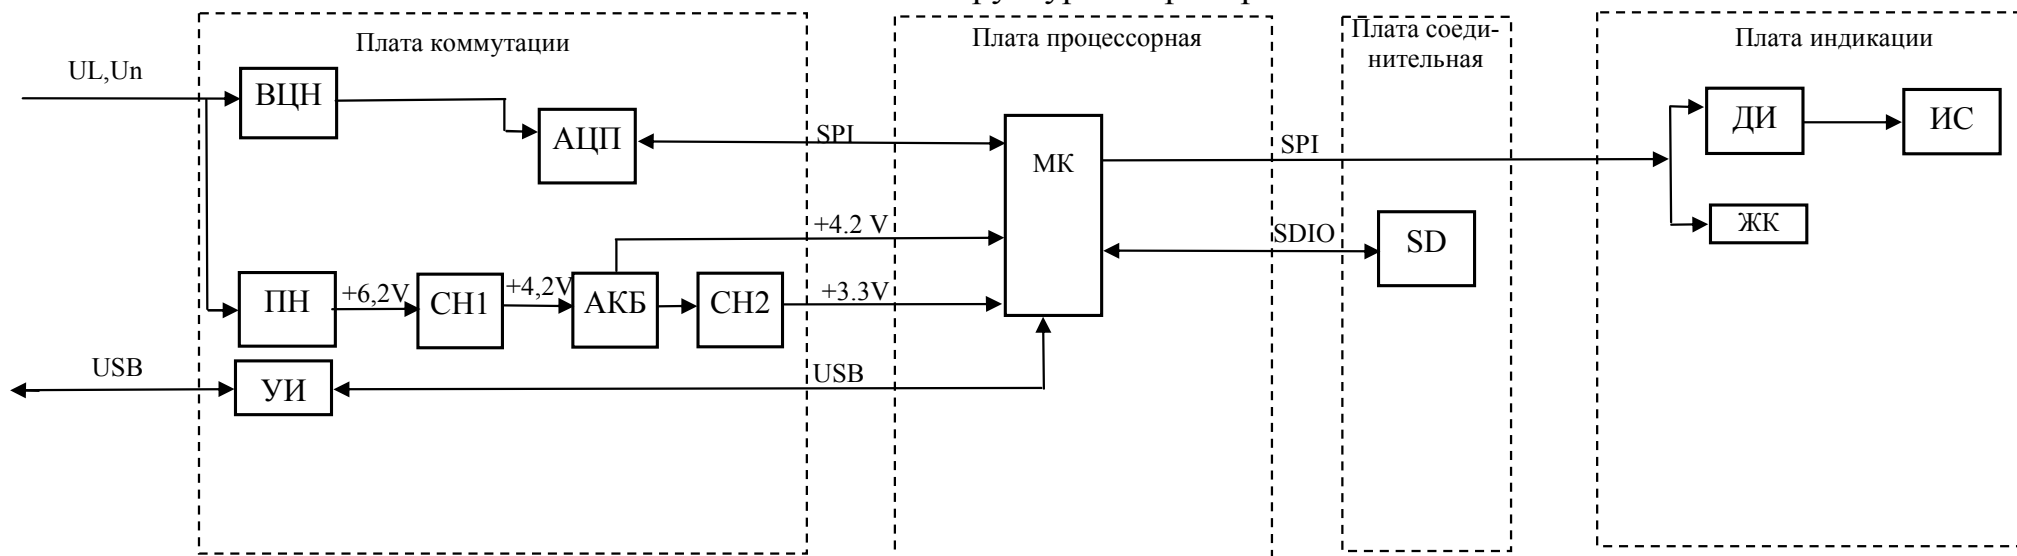 Плата коммутации
Плата процессорная
Плата соеди-
нительная
Плата индикации
UL,Un
ВЦН
АЦП
SPI
МК
SPI
ДИ
ИС
ЖК
+4.2 V
SDIO
SD
ПН
+6,2V
СН1
+4,2V
АКБ
СН2
+3.3V
USB
УИ
USB